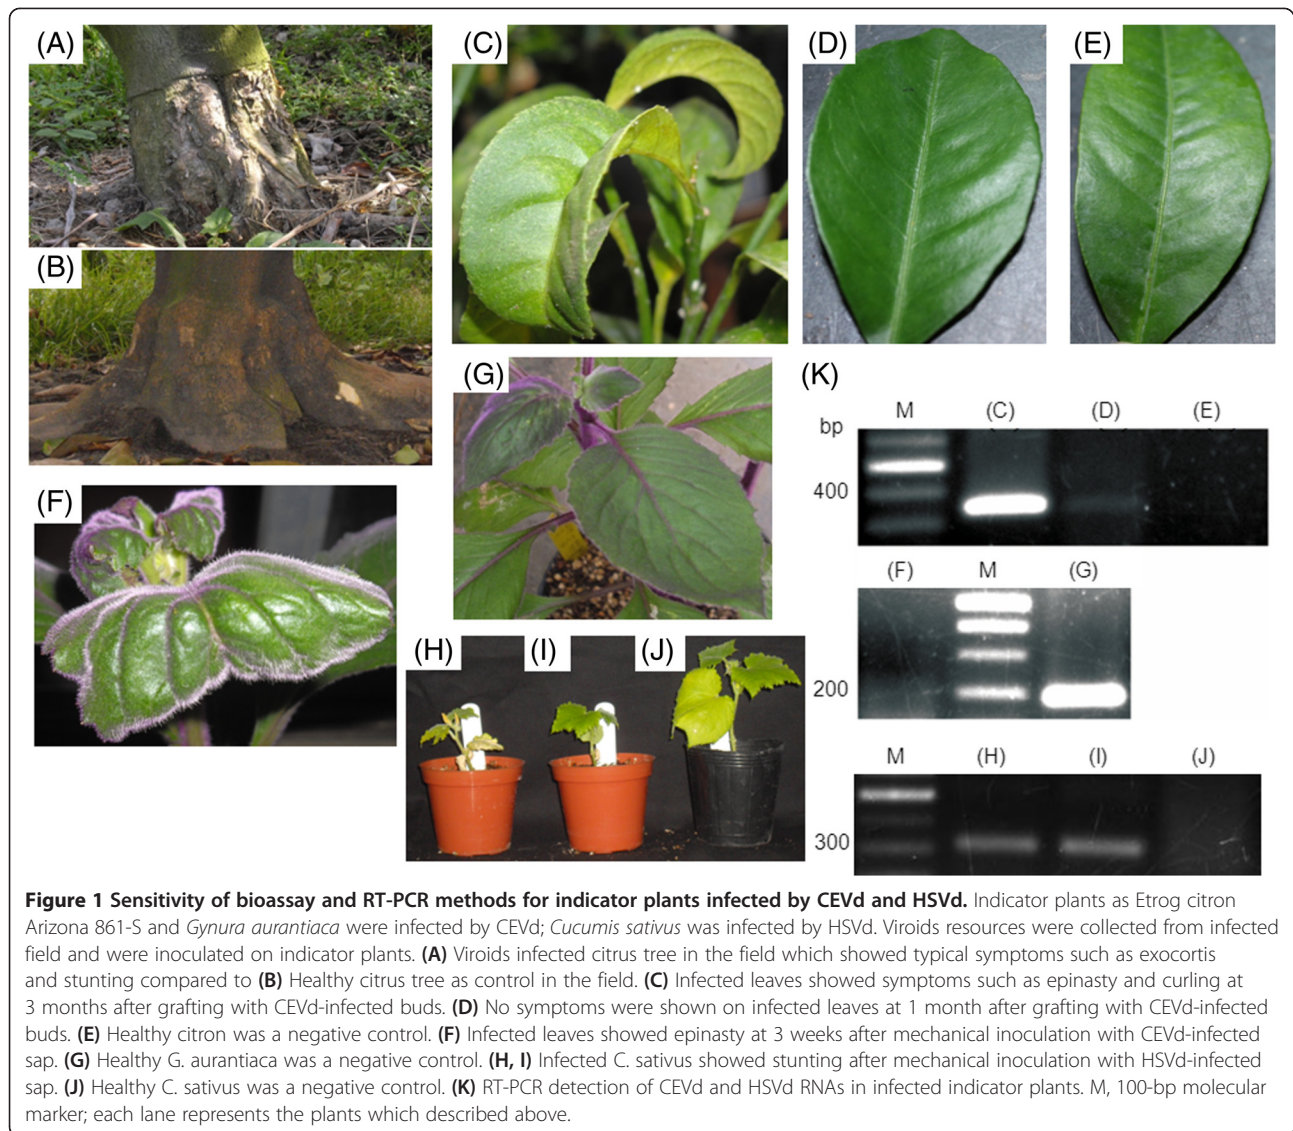 (A)
(B)
(C)
(D)
(E)
(F)
(G)
(H)
(I)
(J)
(K)
M
(C)
(D)
(E)
bp
400
(F)
M
(G)
200
M
(H)
(I)
(J)
300
Figure 1 Sensitivity of bioassay and RT-PCR methods for indicator plants infected by CEVd and HSVd. Indicator plants as Etrog citron
Arizona 861-S and Gynura aurantiaca were infected by CEVd; Cucumis sativus was infected by HSVd. Viroids resources were collected from infected
field and were inoculated on indicator plants. (A) Viroids infected citrus tree in the field which showed typical symptoms such as exocortis
and stunting compared to (B) Healthy citrus tree as control in the field. (C) Infected leaves showed symptoms such as epinasty and curling at
3 months after grafting with CEVd-infected buds. (D) No symptoms were shown on infected leaves at 1 month after grafting with CEVd-infected
buds. (E) Healthy citron was a negative control. (F) Infected leaves showed epinasty at 3 weeks after mechanical inoculation with CEVd-infected
sap. (G) Healthy G. aurantiaca was a negative control. (H, I) Infected C. sativus showed stunting after mechanical inoculation with HSVd-infected
sap. (J) Healthy C. sativus was a negative control. (K) RT-PCR detection of CEVd and HSVd RNAs in infected indicator plants. M, 100-bp molecular
marker; each lane represents the plants which described above.